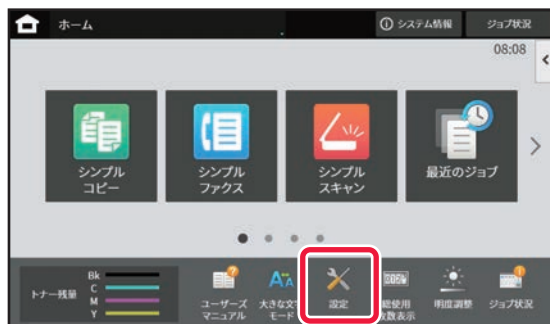 ホーム
システム情報
ジョブ状況
08:08
シンプル
コピー
シンプル
ファクス
シンプル
スキャン
最近のジョブ
トナー残量
Bk
C
M
Y
ユーザーズ
マニュアル
大きな文字
モード
設定
総使用
枚数表示
明度調整
ジョブ状況